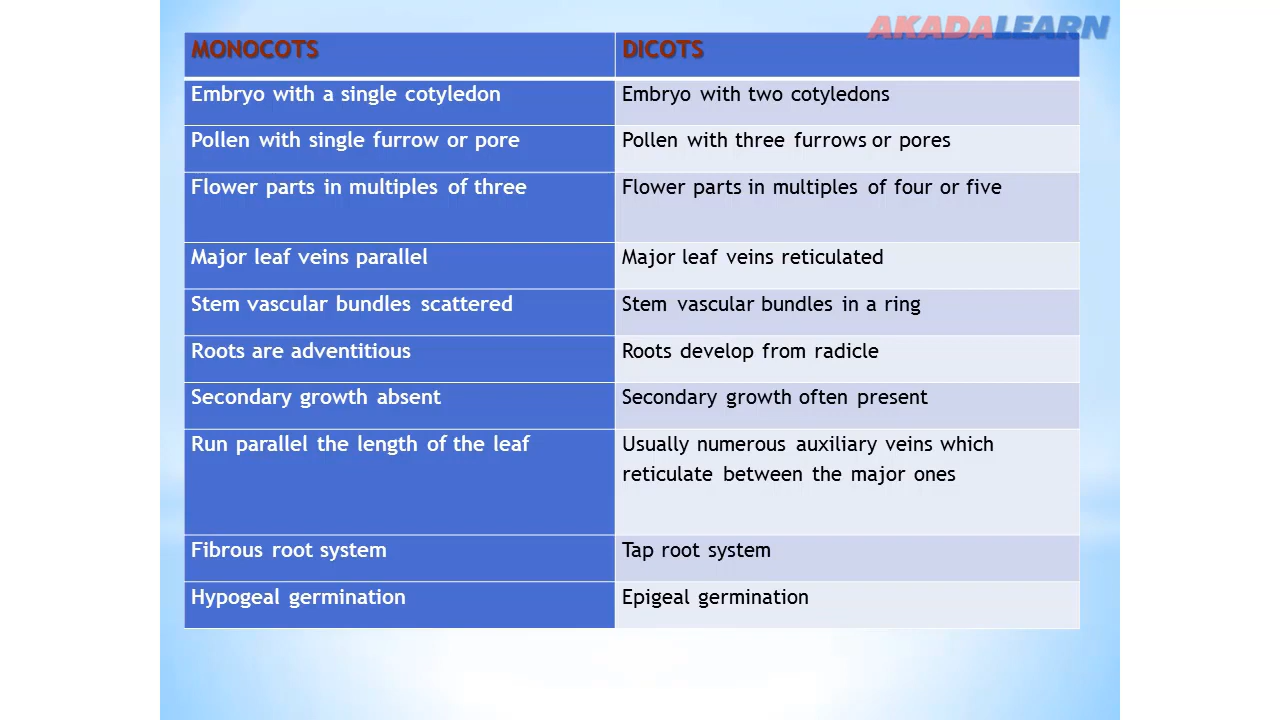 AKADALEARN
MONOCOTS
DICOTS
Embryo with a single cotyledon
Embryo with two cotyledons
Pollen with single furrow or pore
Pollen with three furrows or pores
Flower parts in multiples of three
Flower parts in multiples of four or five
Major leaf veins parallel
Major leaf veins reticulated
Stem vascular bundles scattered
Stem vascular bundles in a ring
Roots are adventitious
Roots develop from radicle
Secondary growth absent
Secondary growth often present
Run parallel the length of the leaf
Usually numerous auxiliary veins which
reticulate between the major ones
Fibrous root system
Tap root system
Hypogeal germination
Epigeal germination